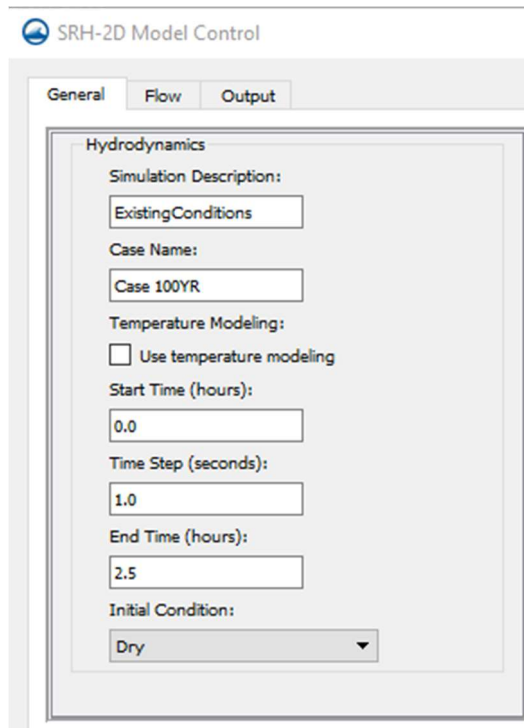 SRH-2D Model Control
General Flow Output
Hydrodynamics
Simulation Description:
ExistingConditions
Case Name:
Case 100YR
Temperature Modeling:
Use temperature modeling
Start Time (hours):
0.0
Time Step (seconds):
1.0
End Time (hours):
2.5
Initial Condition:
Dry